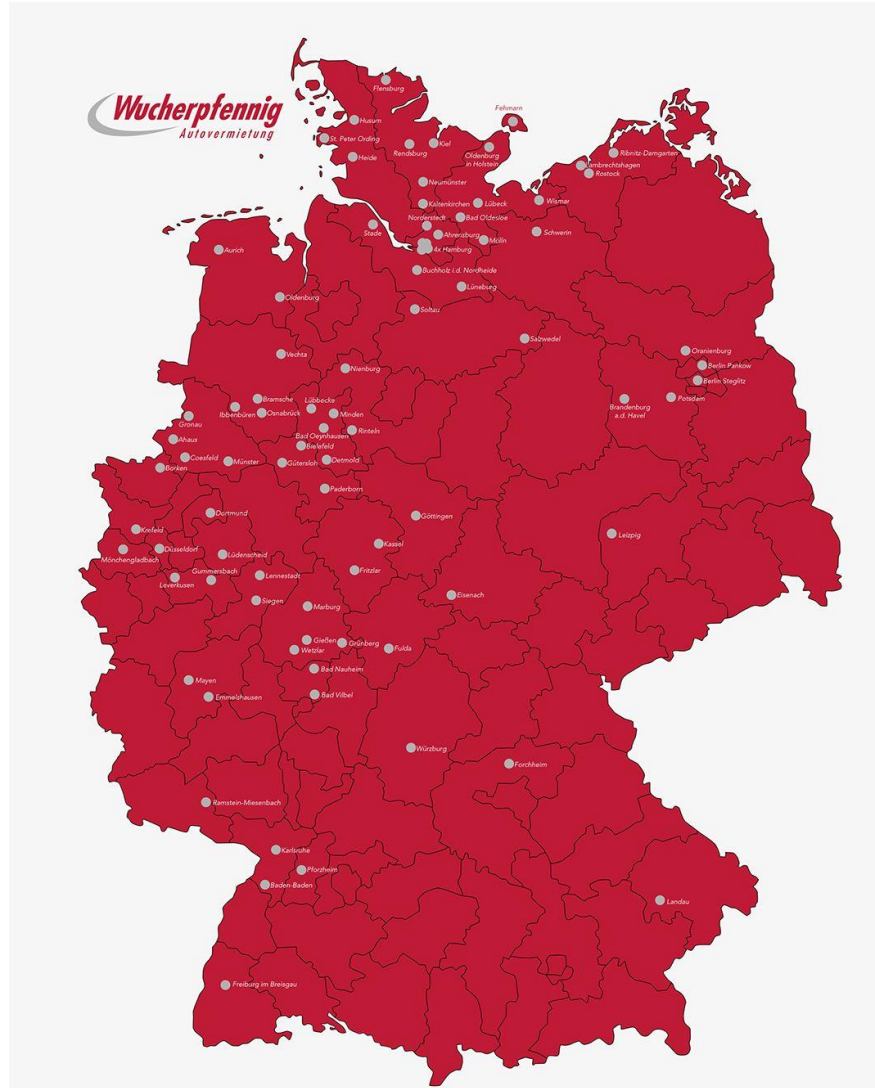 Wucherpfennig
Autovermietung
Flensburg
Fehmarn
Husum
St. Peter Ording
Rendsburg
Kiel
Oldenburg
in Holstein
Heide
Ribnitz-Damgarten
Lambrechtshagen
Rostock
Neumünster
Kaltenkirchen
Lübeck
Wismar
Norderstedt
Bad Oldesloe
Stade
Ahrensburg
Mölln
Schwerin
4x Hamburg
Aurich
Buchholz i.d. Nordheide
Lüneburg
Oldenburg
Soltau
Salzwedel
Vechta
Oranienburg
Nienburg
Berlin Pankow
Berlin Steglitz
Bramsche
Lübbecke
Potsdam
Brandenburg
a.d. Havel
Gronau
Ibbenbüren
Osnabrück
Minden
Bad Oeynhausen
Rinteln
Ahaus
Bielefeld
Coesfeld
Münster
Gütersloh
Detmold
Borken
Paderborn
Dortmund
Göttingen
Krefeld
Leipzig
Kassel
Mönchengladbach
Düsseldorf
Lüdenscheid
Gummersbach
Leverkusen
Lennestadt
Fritzlar
Siegen
Eisenach
Marburg
Gießen
Grünberg
Wetzlar
Fulda
Bad Nauheim
Mayen
Emmelshausen
Bad Vilbel
Würzburg
Forchheim
Ramstein-Miesenbach
Karlsruhe
Pforzheim
Baden-Baden
Landau
Freiburg im Breisgau